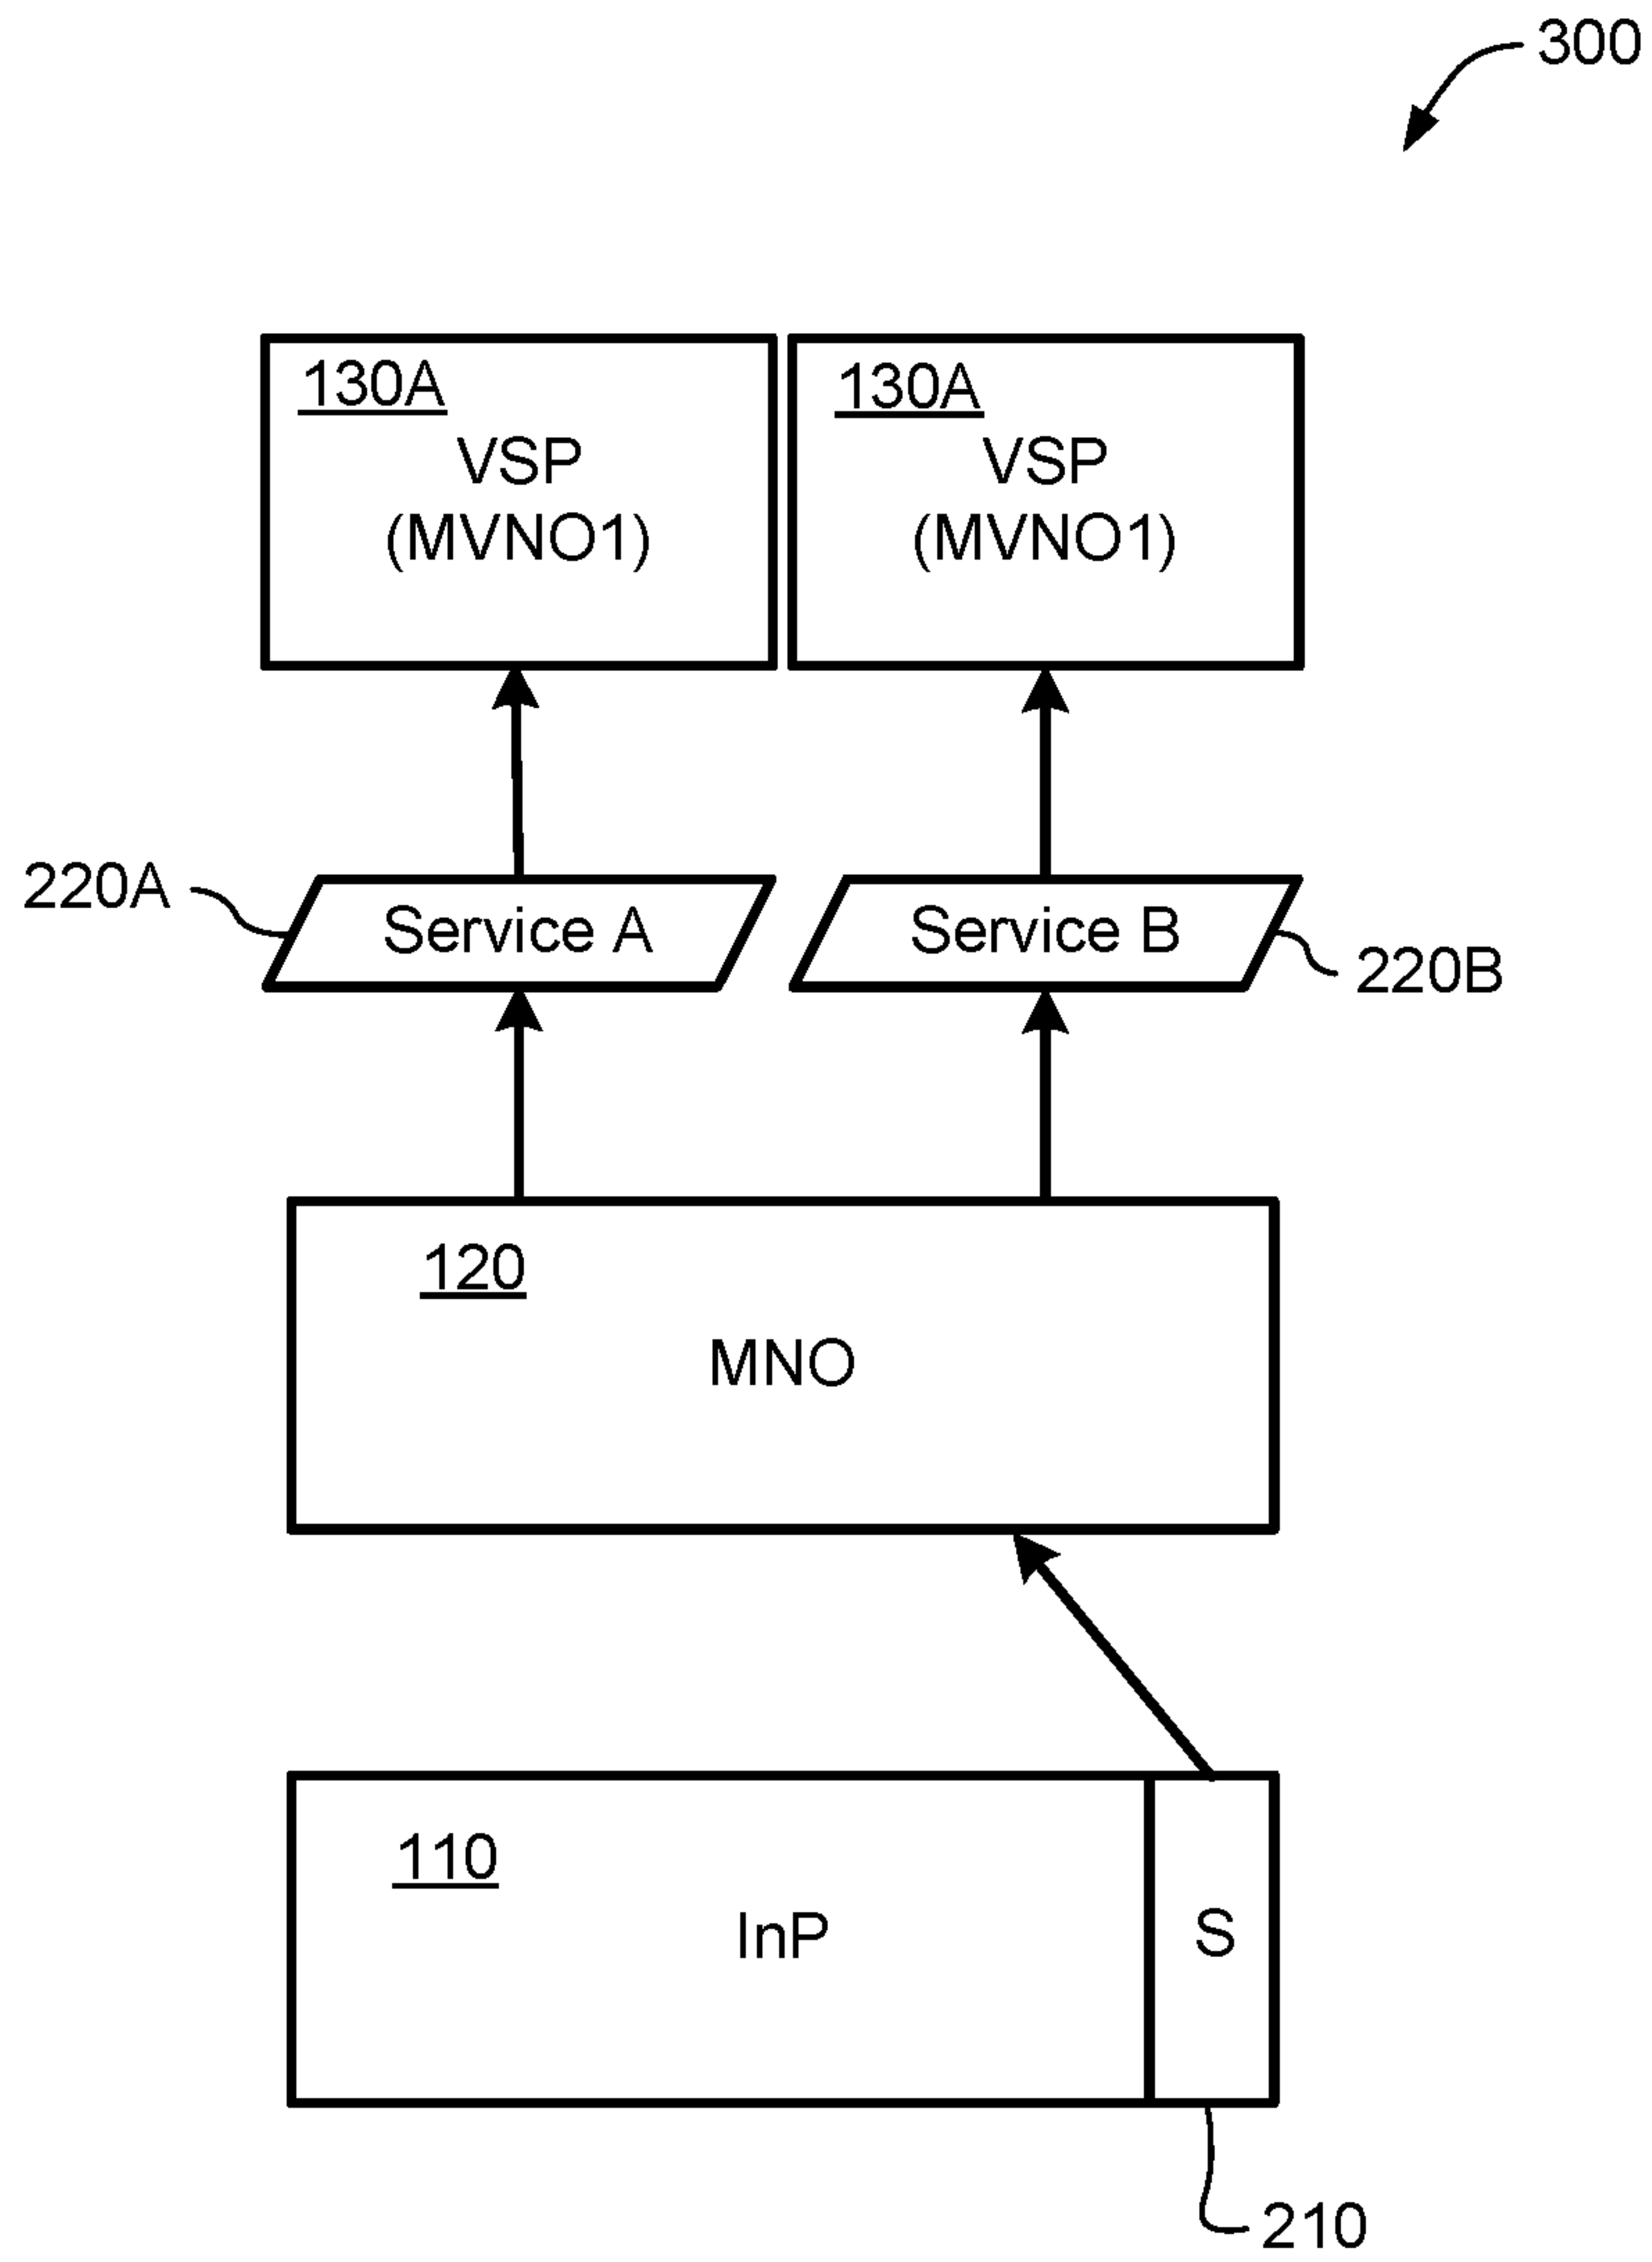 300
130A
VSP
(MVNO1)
130A
VSP
(MVNO1)
220A
Service A
Service B
220B
120
MNO
110
InP
S
210